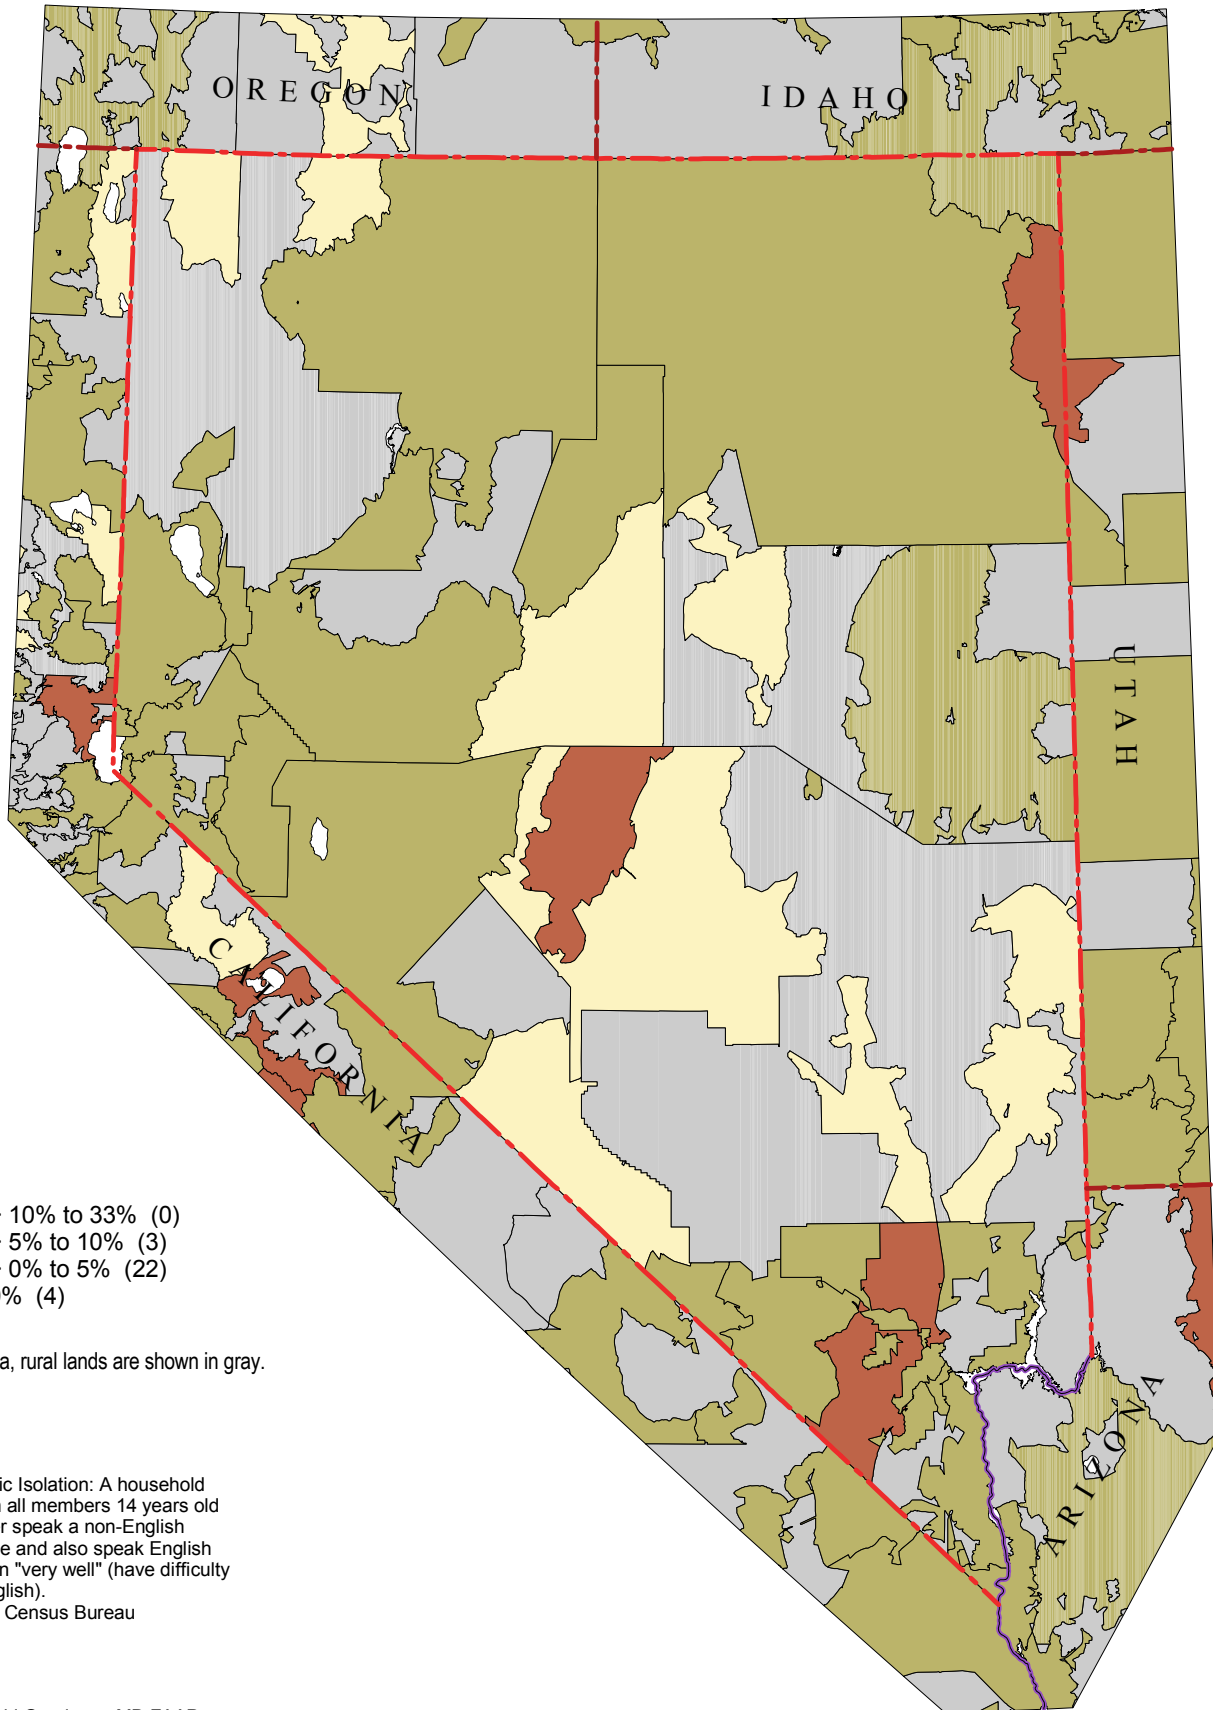 OREGON
IDAHO
UTAH
CALIFORNIA
ARIZONA
10% to 33% (0)
5% to 10% (3)
0% to 5% (22)
0% (4)
a, rural lands are shown in gray.
ic Isolation: A household
all members 14 years old
r speak a non-English
e and also speak English
n "very well" (have difficulty
glish).
Census Bureau